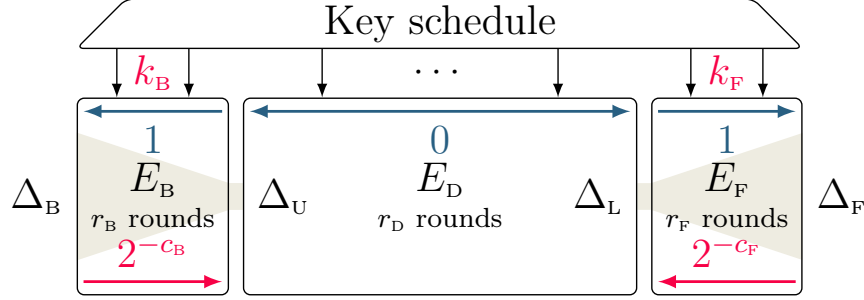 Key schedule
k_B ... k_F
1 0 1
Δ_B E_B Δ_U E_D Δ_L E_F Δ_F
r_B rounds r_D rounds r_F rounds
2^{-c_B} 2^{-c_F}